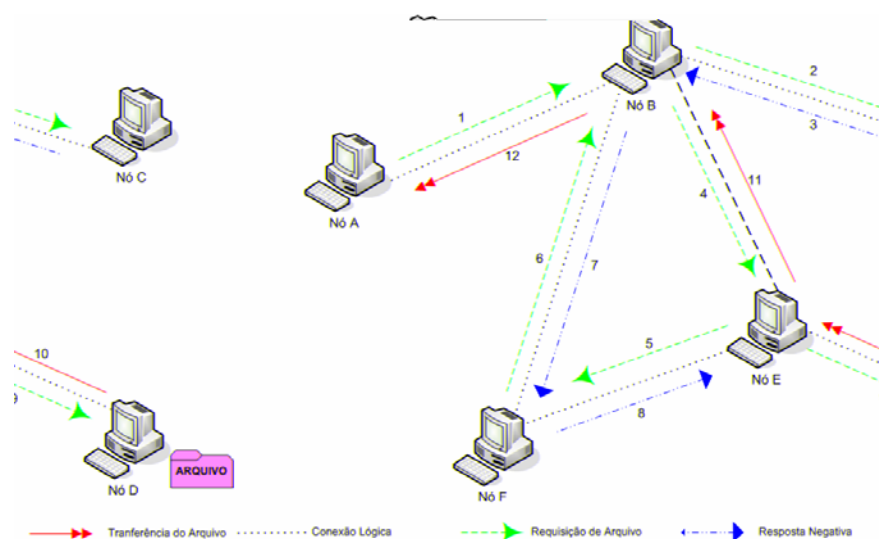 2
Nó B
3
1
Nó C
12
Nó A
4
11
6
7
10
5
Nó E
9
8
ARQUIVO
Nó D
Nó F
Tranferência do Arquivo
Conexão Lógica
Requisição de Arquivo
Resposta Negativa